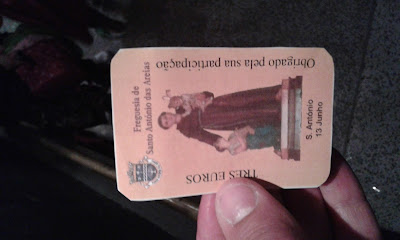 Freguesia de
Santo António das Areias
Obrigado pela sua participação
S. António
13 Junho
TRES EUROS